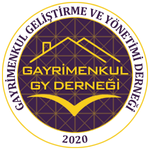 GAYRİMENKUL GELİŞTİRME VE YÖNETİMİ DERNEĞİ
GAYRİMENKUL
GY DERNEĞİ
2020